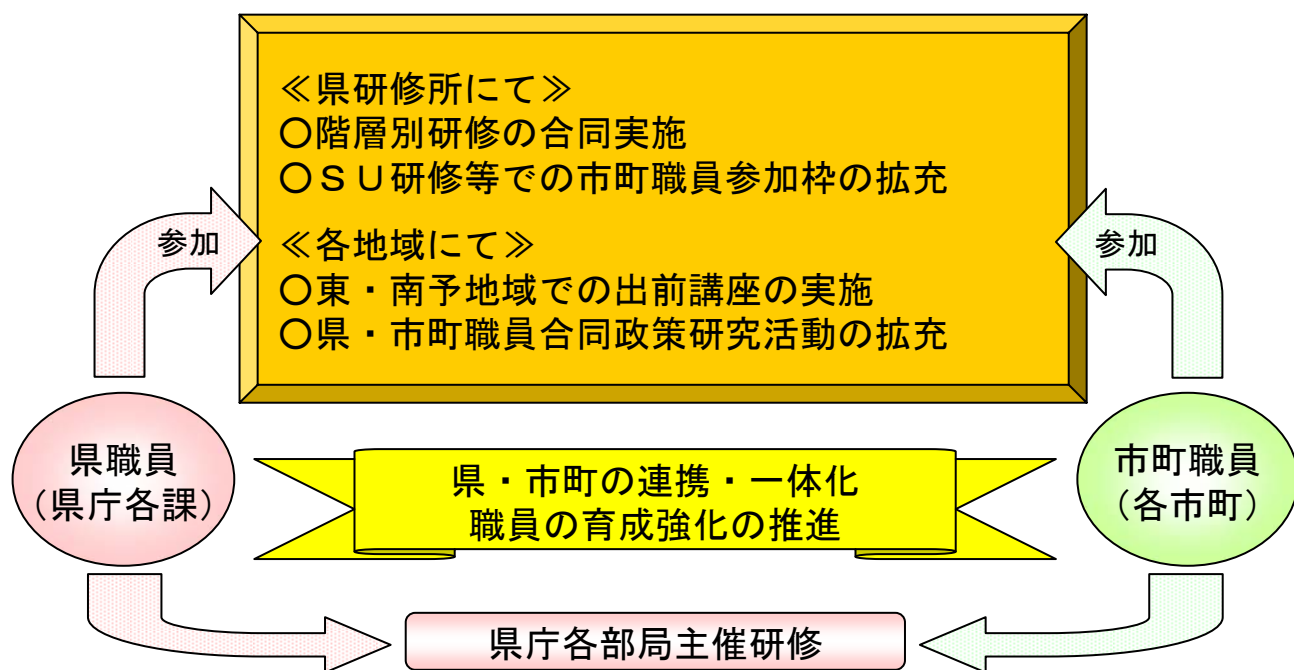 ≪県研修所にて≫
○階層別研修の合同実施
○ＳＵ研修等での市町職員参加枠の拡充
≪各地域にて≫
○東・南予地域での出前講座の実施
○県・市町職員合同政策研究活動の拡充
参加
参加
県職員
（県庁各課）
県・市町の連携・一体化
職員の育成強化の推進
市町職員
（各市町）
県庁各部局主催研修